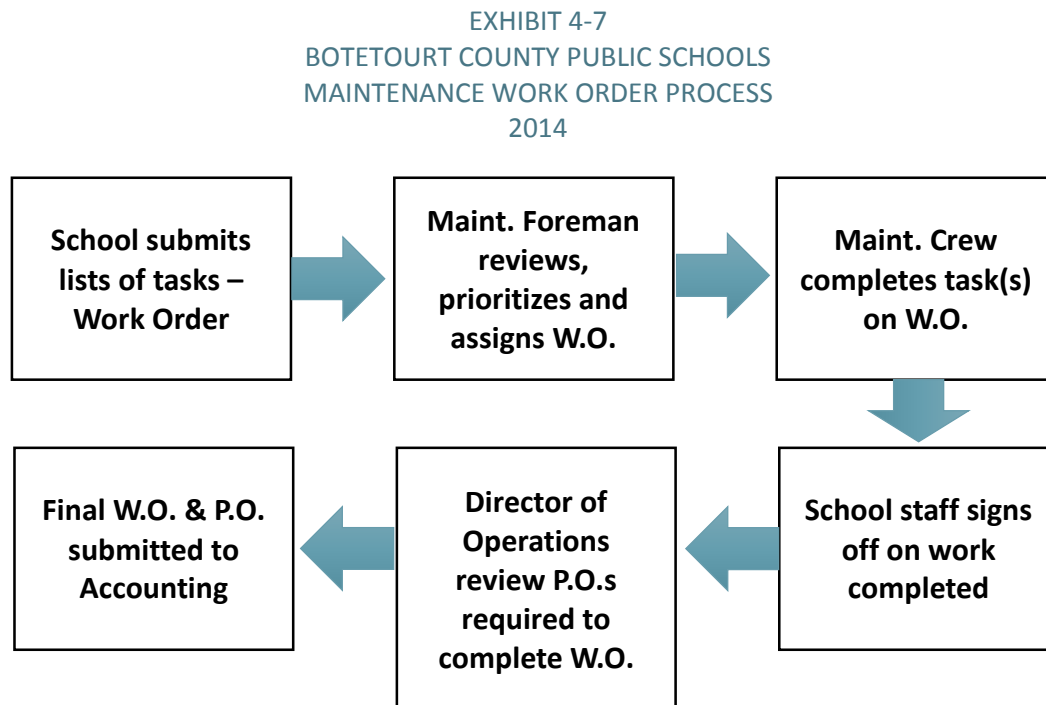 EXHIBIT 4-7
BOTETOURT COUNTY PUBLIC SCHOOLS
MAINTENANCE WORK ORDER PROCESS
2014
School submits
lists of tasks –
Work Order
Maint. Foreman
reviews,
prioritizes and
assigns W.O.
Maint. Crew
completes task(s)
on W.O.
School staff signs
off on work
completed
Director of
Operations
review P.O.s
required to
complete W.O.
Final W.O. & P.O.
submitted to
Accounting